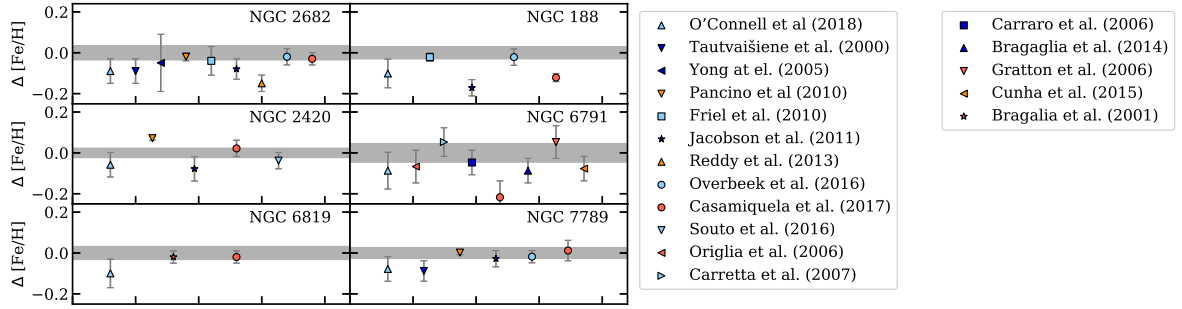 NGC 2682
NGC 188
0.2
0.0
−0.2
Δ [Fe/H]
NGC 2420
NGC 6791
0.2
0.0
−0.2
Δ [Fe/H]
NGC 6819
NGC 7789
0.2
0.0
−0.2
Δ [Fe/H]
O’Connell et al (2018)
Tautvaišiene et al. (2000)
Yong at el. (2005)
Pancino et al (2010)
Friel et al. (2010)
Jacobson et al. (2011)
Reddy et al. (2013)
Overbeek et al. (2016)
Casamiquela et al. (2017)
Souto et al. (2016)
Origlia et al. (2006)
Carretta et al. (2007)
Carraro et al. (2006)
Bragaglia et al. (2014)
Gratton et al. (2006)
Cunha et al. (2015)
Bragalia et al. (2001)